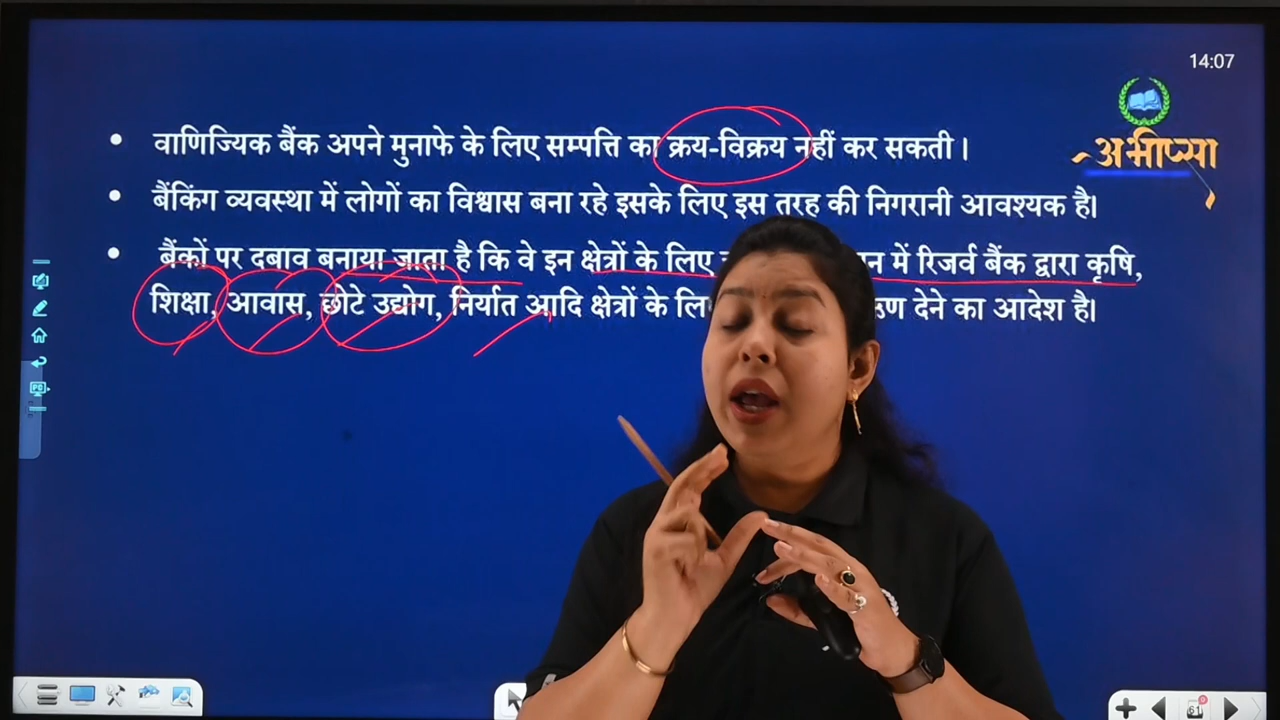 14:07
अभीप्सा
वाणिज्यिक बैंक अपने मुनाफे के लिए सम्पत्ति का क्रय-विक्रय नहीं कर सकती ।
बैंकिंग व्यवस्था में लोगों का विश्वास बना रहे इसके लिए इस तरह की निगरानी आवश्यक है।
बैंकों पर दबाव बनाया जाता है कि वे इन क्षेत्रों के लिए में रिजर्व बैंक द्वारा कृषि,
शिक्षा, आवास, छोटे उद्योग, निर्यात आदि क्षेत्रों के देने का आदेश है।
61